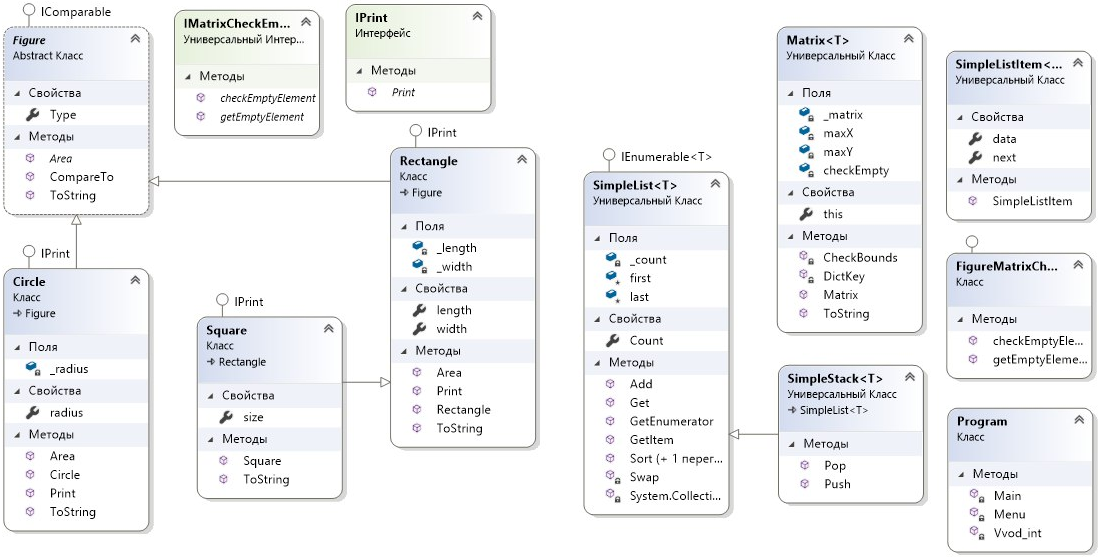 IComparable
Figure
Abstract Класс
Свойства
Type
Методы
Area
CompareTo
ToString
IMatrixCheckEm...
Универсальный Интер...
Методы
checkEmptyElement
getEmptyElement
IPrint
Интерфейс
Методы
Print
IPrint
Rectangle
Класс
Figure
Поля
_length
_width
Свойства
length
width
Методы
Area
Print
Rectangle
ToString
IPrint
Circle
Класс
Figure
Поля
_radius
Свойства
radius
Методы
Area
Circle
Print
ToString
IPrint
Square
Класс
Rectangle
Свойства
size
Методы
Square
ToString
IEnumerable<T>
SimpleList<T>
Универсальный Класс
Поля
_count
first
last
Свойства
Count
Методы
Add
Get
GetEnumerator
GetItem
Sort (+ 1 перег...
Swap
System.Collecti...
Matrix<T>
Универсальный Класс
Поля
_matrix
maxX
maxY
checkEmpty
Свойства
this
Методы
CheckBounds
DictKey
Matrix
ToString
SimpleStack<T>
Универсальный Класс
SimpleList<T>
Методы
Pop
Push
SimpleListItem<...
Универсальный Класс
Свойства
data
next
Методы
SimpleListItem
FigureMatrixCh...
Класс
Методы
checkEmptyEle...
getEmptyEleme...
Program
Класс
Методы
Main
Menu
Vvod_int